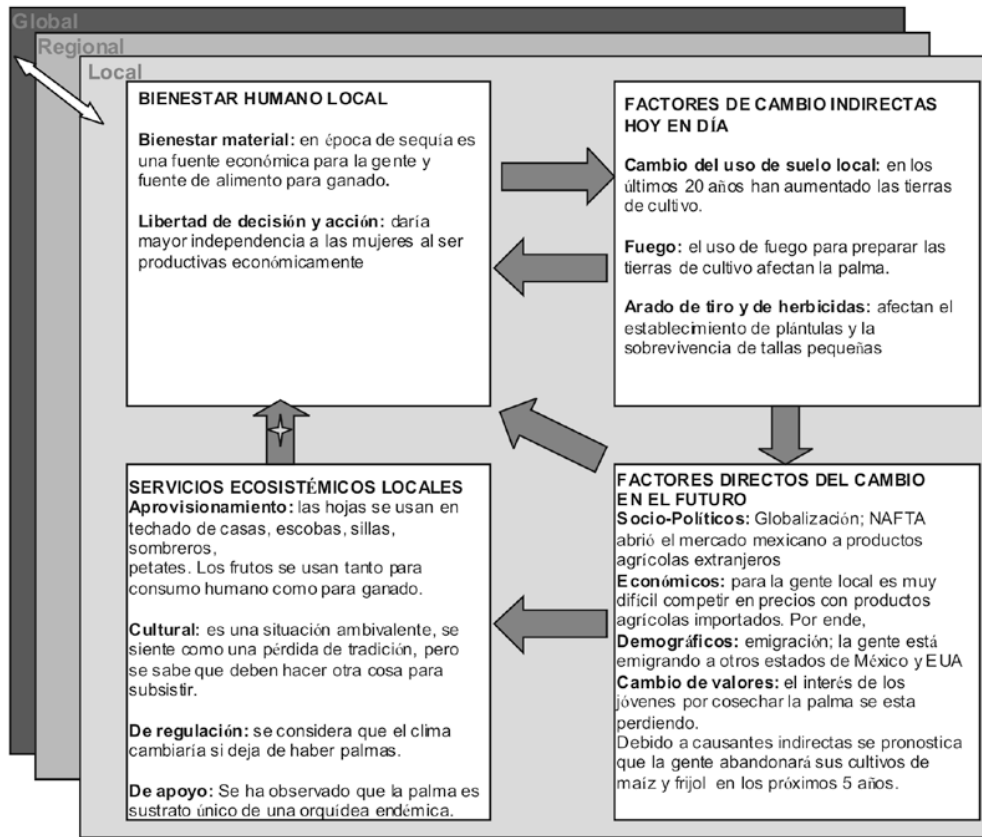 Global
Regional
Local
BIENESTAR HUMANO LOCAL
Bienestar material: en época de sequía es
una fuente económica para la gente y
fuente de alimento para ganado.
Libertad de decisión y acción: daría
mayor independencia a las mujeres al ser
productivas económicamente
FACTORES DE CAMBIO INDIRECTAS
HOY EN DÍA
Cambio del uso de suelo local: en los
últimos 20 años han aumentado las tierras
de cultivo.
Fuego: el uso de fuego para preparar las
tierras de cultivo afectan la palma.
Arado de tiro y de herbicidas: afectan el
establecimiento de plántulas y la
sobrevivencia de tallas pequeñas
SERVICIOS ECOSISTÉMICOS LOCALES
Aprovisionamiento: las hojas se usan en
techado de casas, escobas, sillas,
sombreros,
petates. Los frutos se usan tanto para
consumo humano como para ganado.
Cultural: es una situación ambivalente, se
siente como una pérdida de tradición, pero
se sabe que deben hacer otra cosa para
subsistir.
De regulación: se considera que el clima
cambiaría si deja de haber palmas.
De apoyo: Se ha observado que la palma es
sustrato único de una orquídea endémica.
FACTORES DIRECTOS DEL CAMBIO
EN EL FUTURO
Socio-Políticos: Globalización; NAFTA
abrió el mercado mexicano a productos
agrícolas extranjeros
Económicos: para la gente local es muy
difícil competir en precios con productos
agrícolas importados. Por ende,
Demográficos: emigración; la gente está
emigrando a otros estados de México y EUA
Cambio de valores: el interés de los
jóvenes por cosechar la palma se esta
perdiendo.
Debido a causantes indirectas se pronostica
que la gente abandonará sus cultivos de
maíz y frijol en los próximos 5 años.